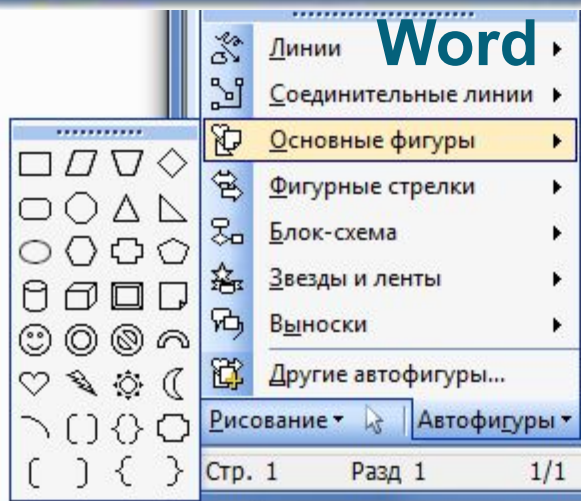 Word
Линии
Соединительные линии
Основные фигуры
Фигурные стрелки
Блок-схема
Звезды и ленты
Выноски
Другие автофигуры...
Рисование Автофигуры
Стр. 1 Разд 1 1/1